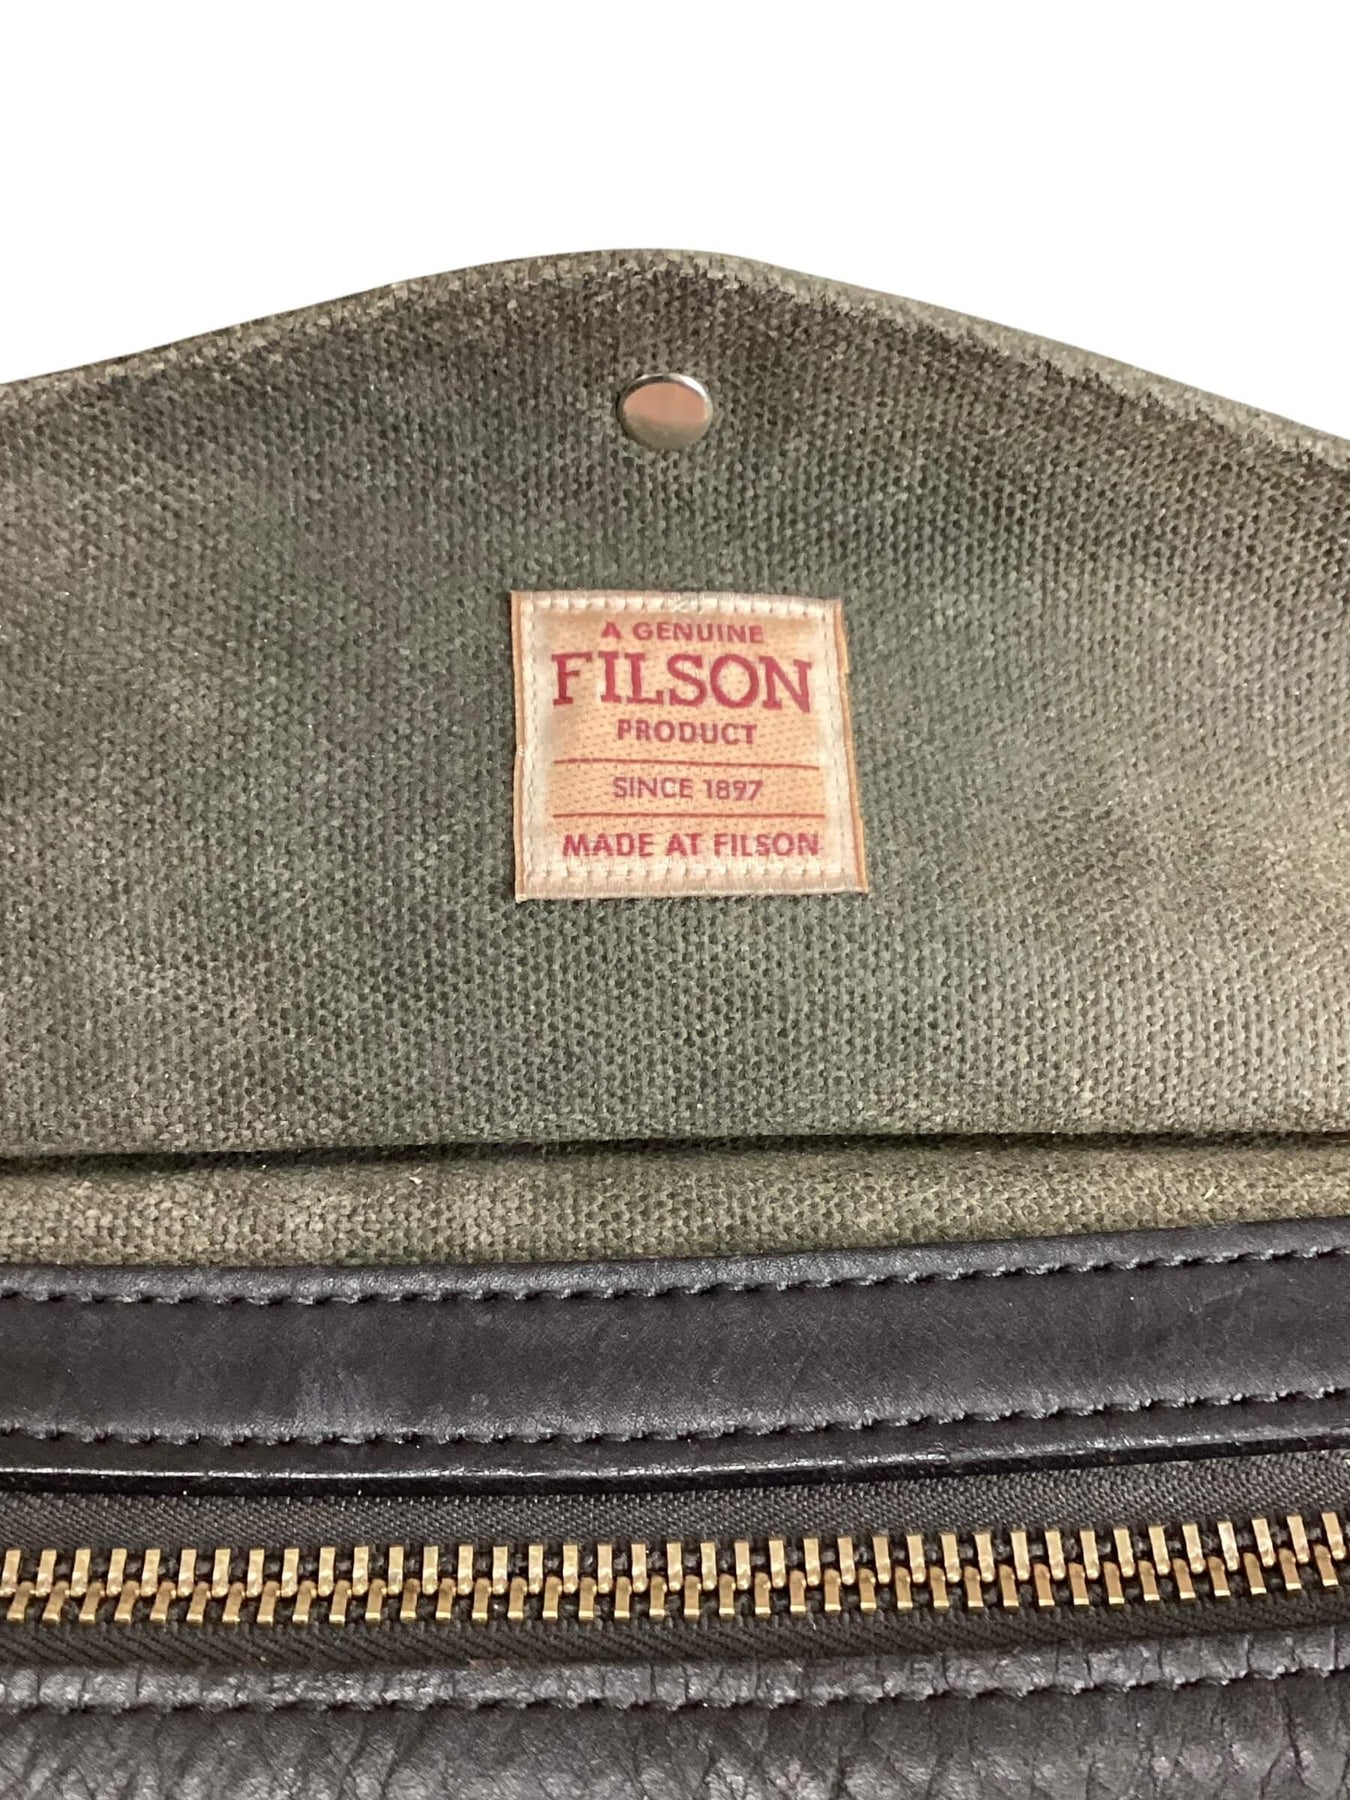 A GENUINE
FILSON
PRODUCT
SINCE 1897
MADE AT FILSON